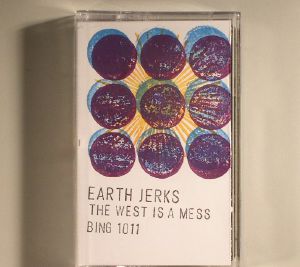 EARTH JERKS
THE WEST IS A MESS
BING 1011